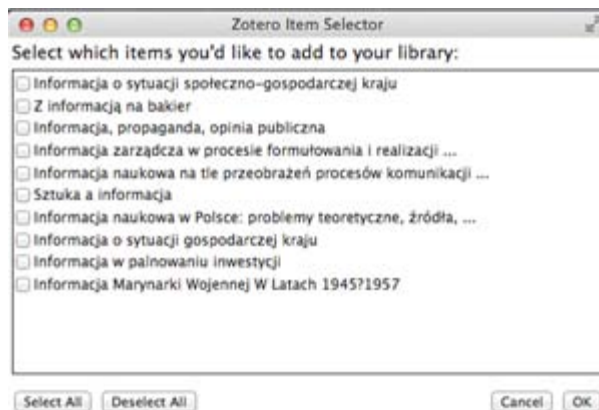 Zotero Item Selector
Select which items you'd like to add to your library:
Informacja o sytuacji społeczno-gospodarczej kraju
Z informacją na bakier
Informacja, propaganda, opinia publiczna
Informacja zarządcza w procesie formułowania i realizacji ...
Informacja naukowa na tle przeobrażeń procesów komunikacji ...
Sztuka a informacja
Informacja naukowa w Polsce: problemy teoretyczne, źródła, ...
Informacja o sytuacji gospodarczej kraju
Informacja w palnowaniu inwestycji
Informacja Marynarki Wojennej W Latach 1945?1957
Select All Deselect All Cancel OK